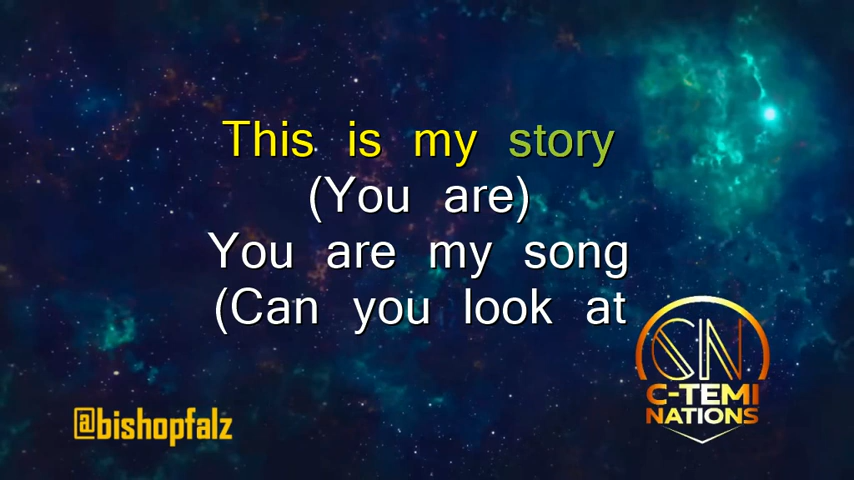 This is my story
(You are)
You are my song
(Can you look at
@bishopfalz
C-TEMI
NATIONS